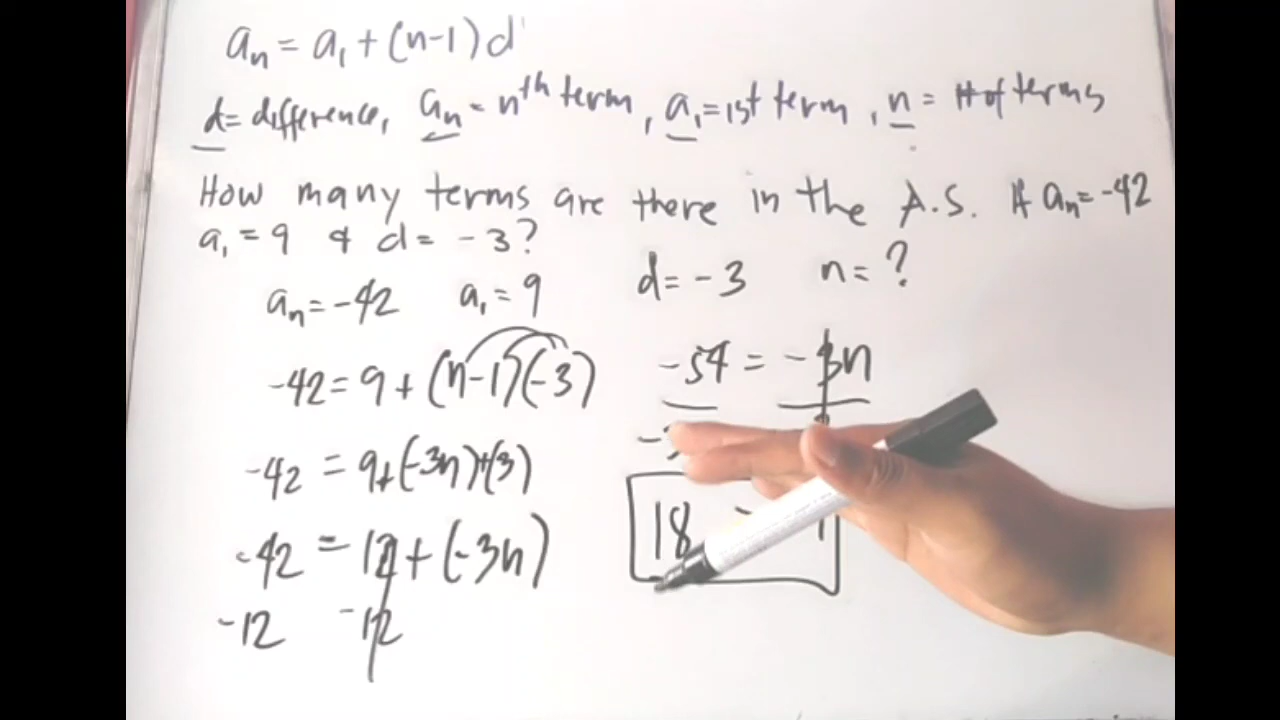 an = a1 + (n-1)d
d = difference, an = nth term, a1 = 1st term, n = # of terms
How many terms are there in the A.S. if an = -42
a1 = 9 & d = -3?
an = -42 a1 = 9 d = -3 n = ?
-42 = 9 + (n-1)(-3)
-42 = 9 + (-3n) + (3)
-42 = 12 + (-3n)
-12 -12
-54 = -3n
18